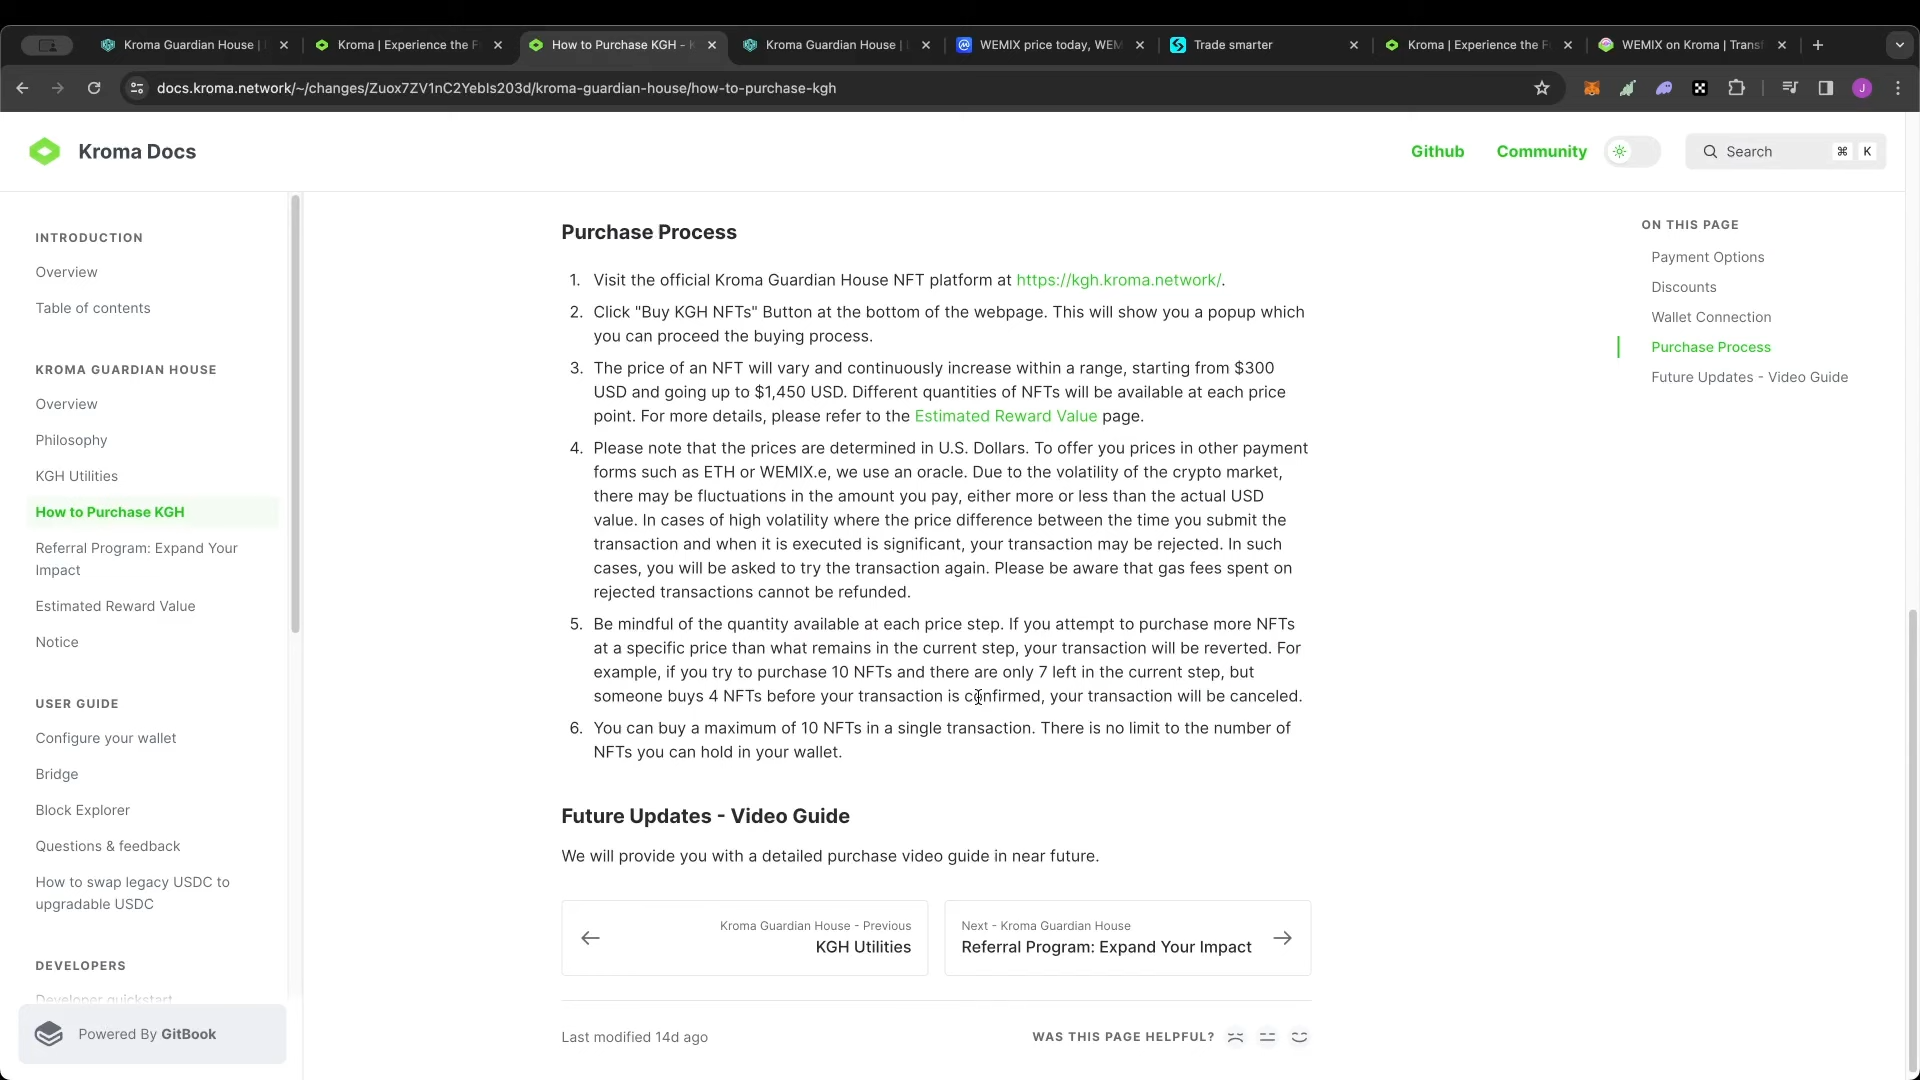 Kroma Guardian House |
Kroma | Experience the F
How to Purchase KGH - K
Kroma Guardian House |
WEMIX price today, WEM
Trade smarter
Kroma | Experience the F
WEMIX on Kroma | Transf
docs.kroma.network/~/changes/Zuox7ZV1nC2Yebls203d/kroma-guardian-house/how-to-purchase-kgh
J
Kroma Docs
Github
Community
Search
⌘ K
INTRODUCTION
Overview
Table of contents
KROMA GUARDIAN HOUSE
Overview
Philosophy
KGH Utilities
How to Purchase KGH
Referral Program: Expand Your
Impact
Estimated Reward Value
Notice
USER GUIDE
Configure your wallet
Bridge
Block Explorer
Questions & feedback
How to swap legacy USDC to
upgradable USDC
DEVELOPERS
Developer quickstart
Powered By GitBook
Purchase Process
1. Visit the official Kroma Guardian House NFT platform at https://kgh.kroma.network/.
2. Click "Buy KGH NFTs" Button at the bottom of the webpage. This will show you a popup which
you can proceed the buying process.
3. The price of an NFT will vary and continuously increase within a range, starting from $300
USD and going up to $1,450 USD. Different quantities of NFTs will be available at each price
point. For more details, please refer to the Estimated Reward Value page.
4. Please note that the prices are determined in U.S. Dollars. To offer you prices in other payment
forms such as ETH or WEMIX.e, we use an oracle. Due to the volatility of the crypto market,
there may be fluctuations in the amount you pay, either more or less than the actual USD
value. In cases of high volatility where the price difference between the time you submit the
transaction and when it is executed is significant, your transaction may be rejected. In such
cases, you will be asked to try the transaction again. Please be aware that gas fees spent on
rejected transactions cannot be refunded.
5. Be mindful of the quantity available at each price step. If you attempt to purchase more NFTs
at a specific price than what remains in the current step, your transaction will be reverted. For
example, if you try to purchase 10 NFTs and there are only 7 left in the current step, but
someone buys 4 NFTs before your transaction is confirmed, your transaction will be canceled.
6. You can buy a maximum of 10 NFTs in a single transaction. There is no limit to the number of
NFTs you can hold in your wallet.
Future Updates - Video Guide
We will provide you with a detailed purchase video guide in near future.
Kroma Guardian House - Previous
KGH Utilities
Next - Kroma Guardian House
Referral Program: Expand Your Impact
Last modified 14d ago
WAS THIS PAGE HELPFUL?
ON THIS PAGE
Payment Options
Discounts
Wallet Connection
Purchase Process
Future Updates - Video Guide